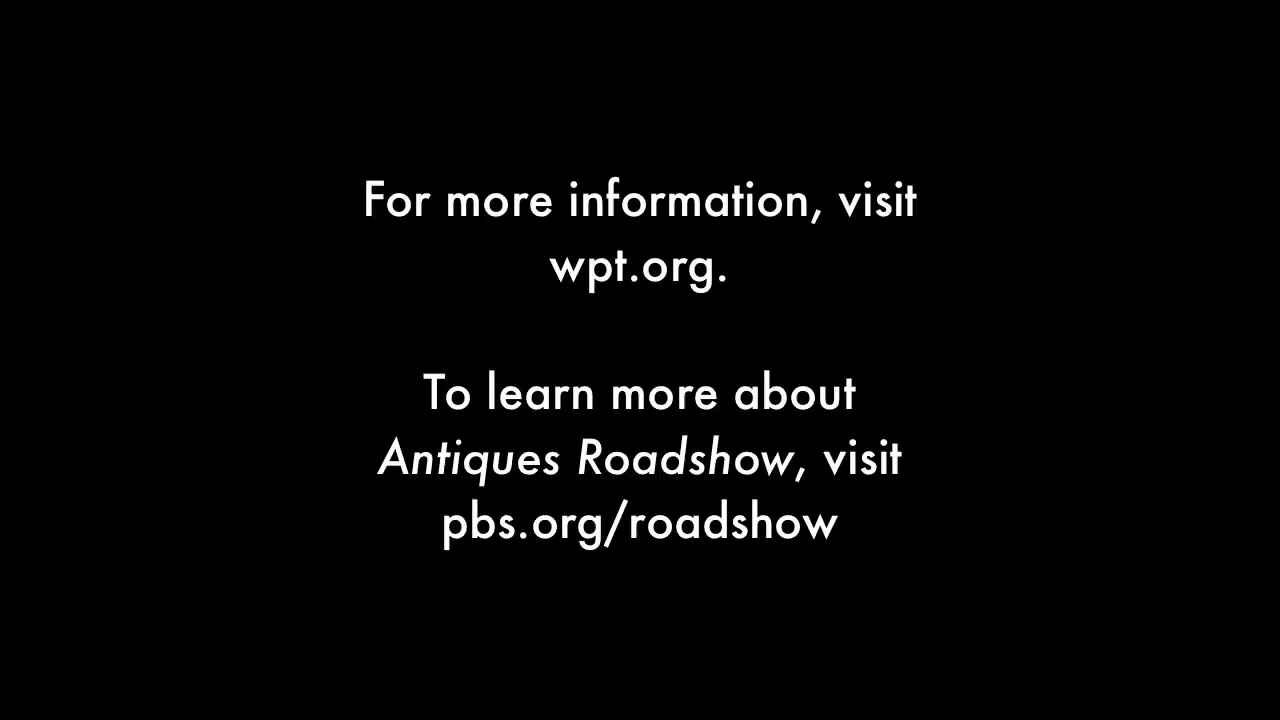 For more information, visit
wpt.org.
To learn more about
Antiques Roadshow, visit
pbs.org/roadshow